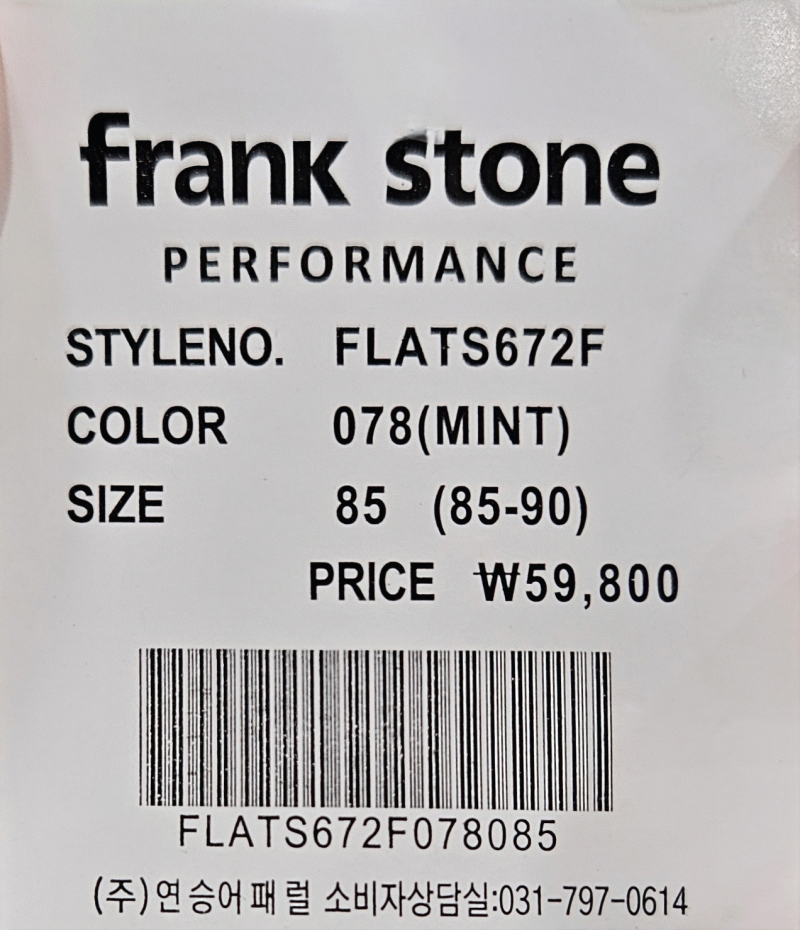 frank stone
PERFORMANCE
STYLENO. FLATS672F
COLOR 078(MINT)
SIZE 85 (85-90)
PRICE ₩59,800
FLATS672F078085
(주)연승어패럴 소비자상담실:031-797-0614